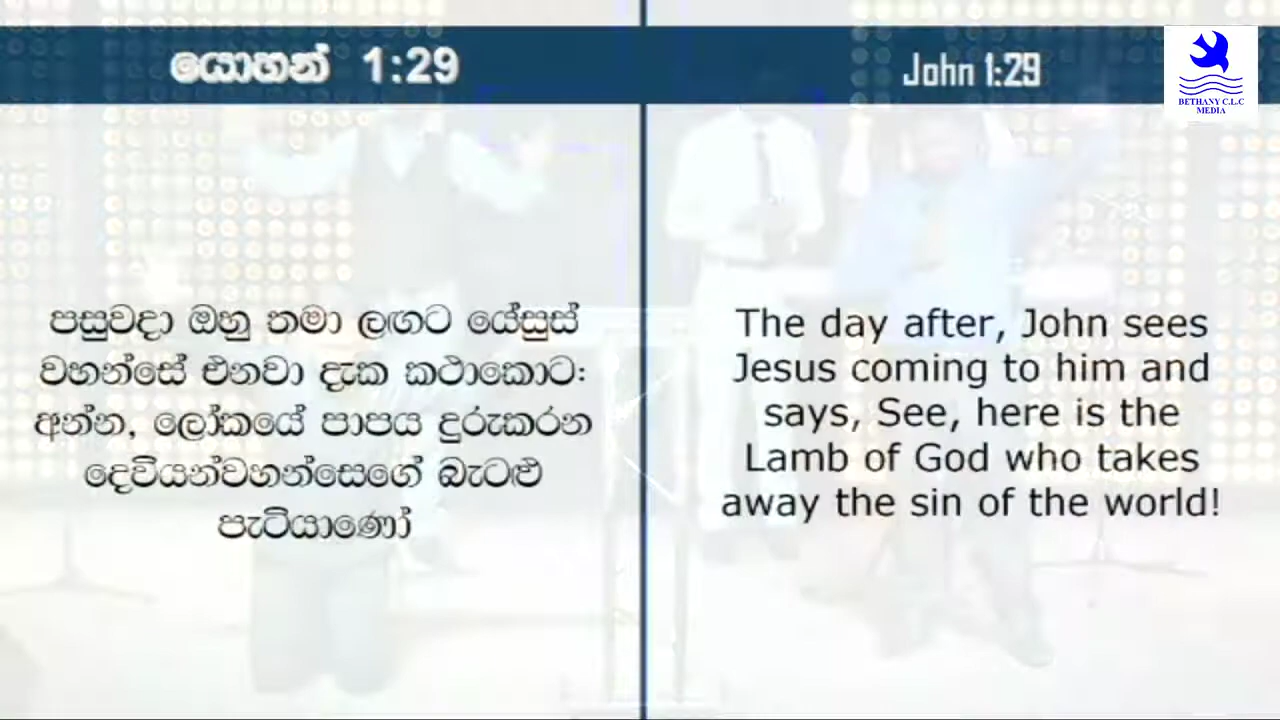 යොහන් 1:29
පසුවදා ඔහු තමා ලඟට යේසුස්
වහන්සේ එනවා දැක කථාකොට:
අන්න, ලෝකයේ පාපය දුරුකරන
දෙවියන්වහන්සෙගේ බැටළු
පැටියාණෝ
John 1:29
The day after, John sees
Jesus coming to him and
says, See, here is the
Lamb of God who takes
away the sin of the world!
BETHANY C.L.C
MEDIA